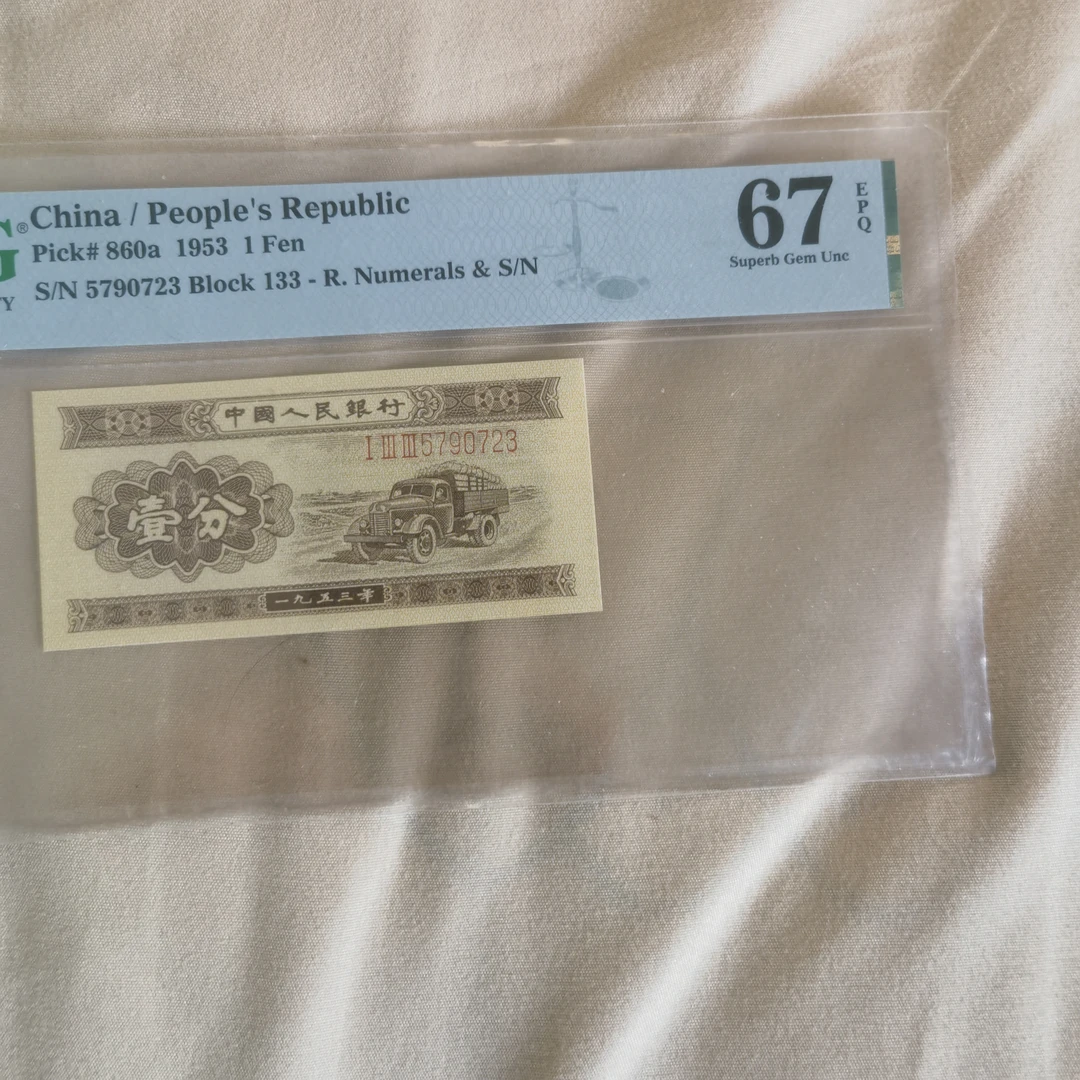 G®
China / People's Republic
Pick# 860a 1953 1 Fen
S/N 5790723 Block 133 - R. Numerals & S/N
TY
67
EPQ
Superb Gem Unc
中國人民銀行
I III III 5790723
壹分
一九五三年